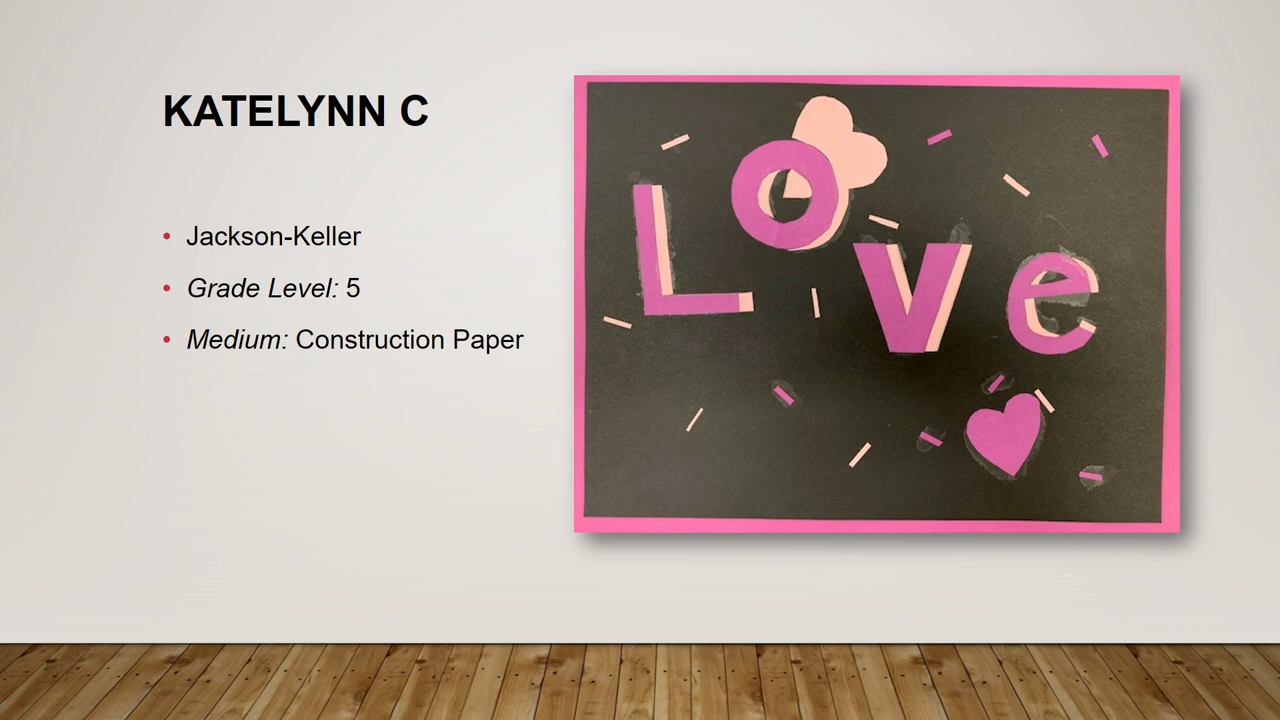 KATELYNN C
Jackson-Keller
Grade Level: 5
Medium: Construction Paper
Love